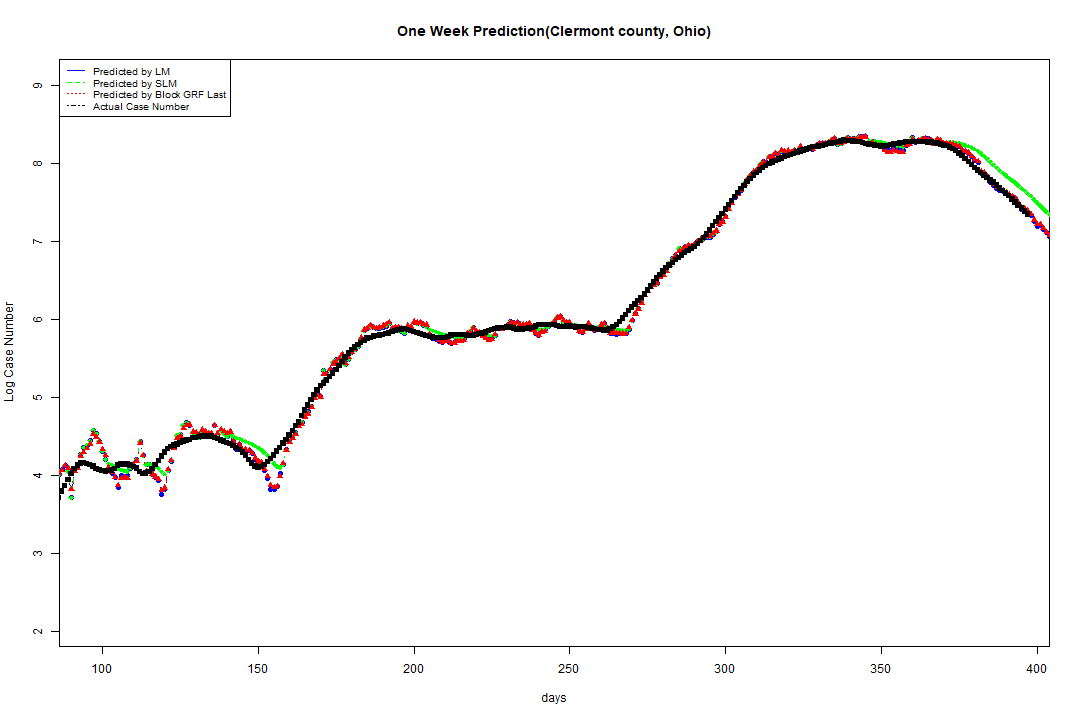 One Week Prediction(Clermont county, Ohio)
Predicted by LM
Predicted by SLM
Predicted by Block GRF Last
Actual Case Number
9
8
7
6
5
4
3
2
Log Case Number
100 150 200 250 300 350 400
days